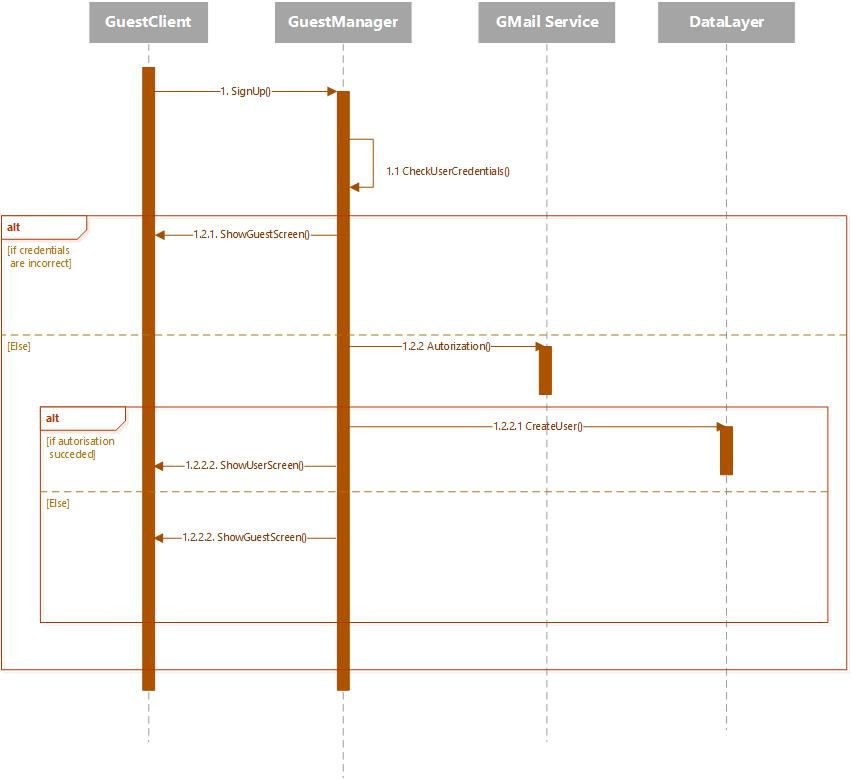 GuestClient
GuestManager
GMail Service
DataLayer
1. SignUp()
1.1 CheckUserCredentials()
alt
1.2.1. ShowGuestScreen()
[if credentials
are incorrect]
[Else]
1.2.2 Autorization()
alt
1.2.2.1 CreateUser()
[if autorisation
succeded]
1.2.2.2. ShowUserScreen()
[Else]
1.2.2.2. ShowGuestScreen()